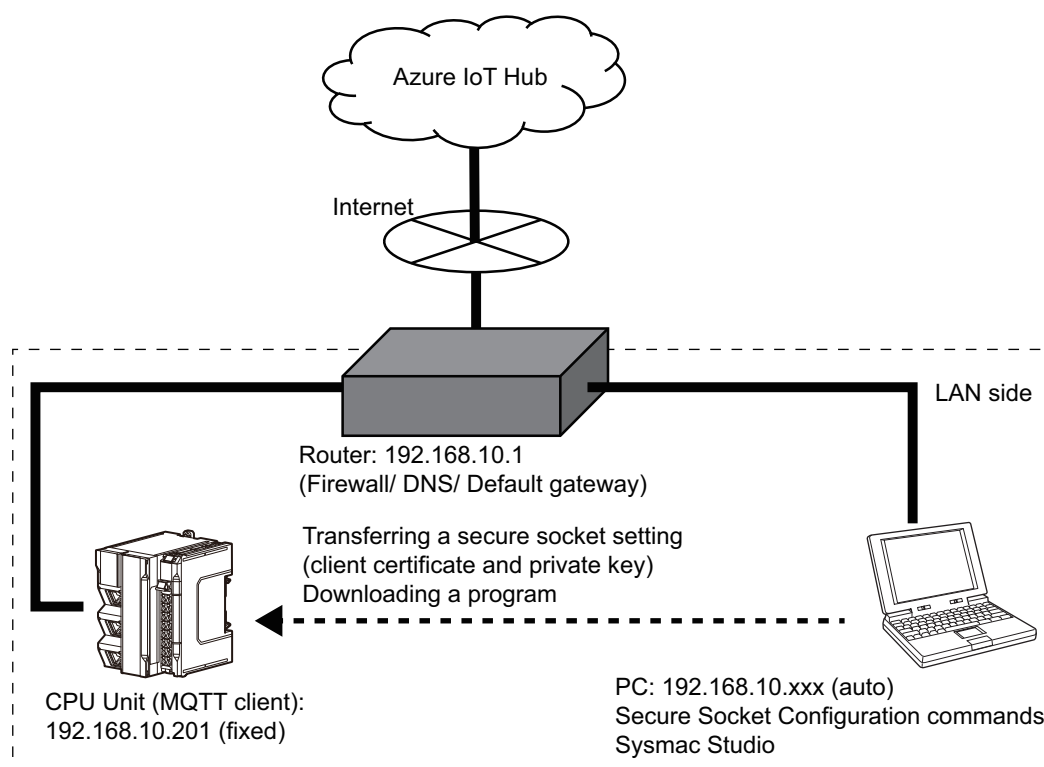 Azure IoT Hub
Internet
LAN side
Router: 192.168.10.1
(Firewall/ DNS/ Default gateway)
Transferring a secure socket setting
(client certificate and private key)
Downloading a program
CPU Unit (MQTT client):
192.168.10.201 (fixed)
PC: 192.168.10.xxx (auto)
Secure Socket Configuration commands
Sysmac Studio